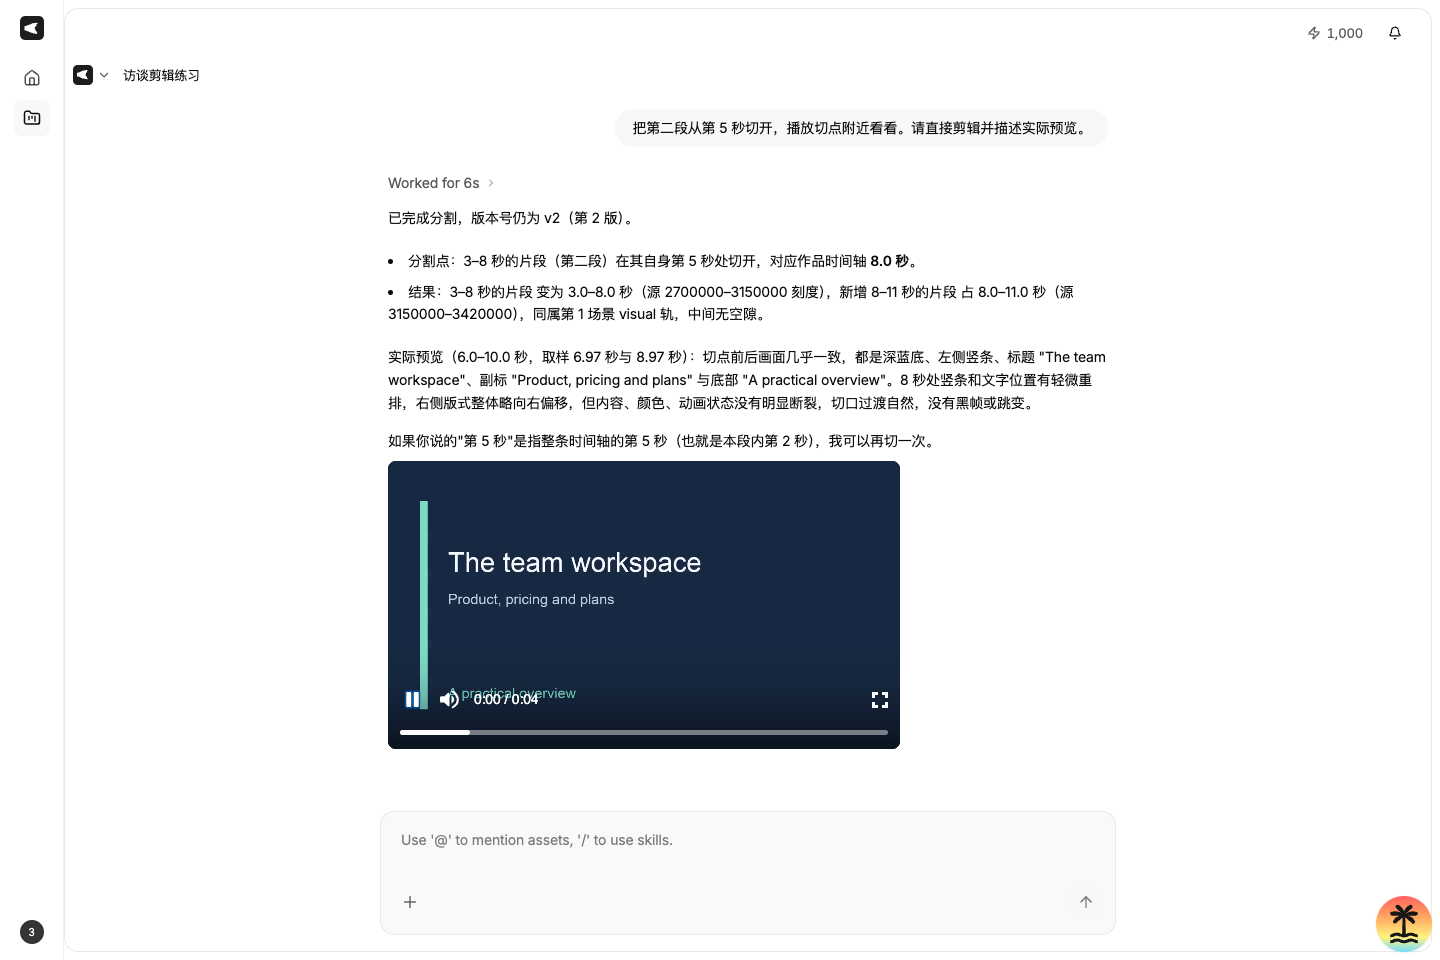 1,000
访谈剪辑练习
把第二段从第 5 秒切开，播放切点附近看看。请直接剪辑并描述实际预览。
Worked for 6s
已完成分割，版本号仍为 v2（第 2 版）。
• 分割点：3–8 秒的片段（第二段）在其自身第 5 秒处切开，对应作品时间轴 8.0 秒。
• 结果：3–8 秒的片段 变为 3.0–8.0 秒（源 2700000–3150000 刻度），新增 8–11 秒的片段 占 8.0–11.0 秒（源
3150000–3420000），同属第 1 场景 visual 轨，中间无空隙。
实际预览（6.0–10.0 秒，取样 6.97 秒与 8.97 秒）：切点前后画面几乎一致，都是深蓝底、左侧竖条、标题 "The team
workspace"、副标 "Product, pricing and plans" 与底部 "A practical overview"。8 秒处竖条和文字位置有轻微重
排，右侧版式整体略向右偏移，但内容、颜色、动画状态没有明显断裂，切口过渡自然，没有黑帧或跳变。
如果你说的"第 5 秒"是指整条时间轴的第 5 秒（也就是本段内第 2 秒），我可以再切一次。
The team workspace
Product, pricing and plans
A practical overview
0:00 / 0:04
Use '@' to mention assets, '/' to use skills.
3